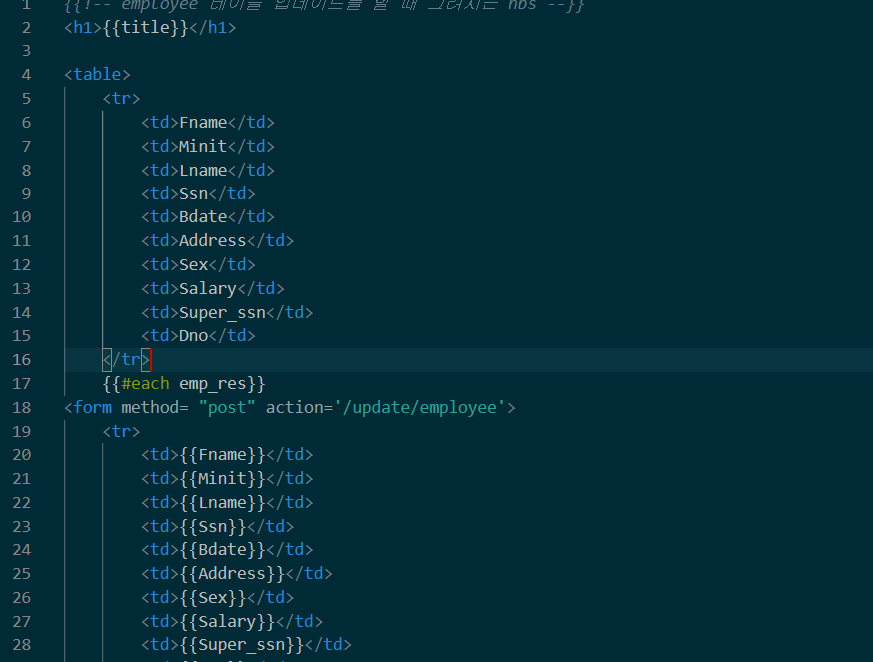 1 {{!-- employee 테이블 업데이트를 할 때 그려지는 hbs --}}
2 <h1>{{title}}</h1>
3
4 <table>
5 <tr>
6 <td>Fname</td>
7 <td>Minit</td>
8 <td>Lname</td>
9 <td>Ssn</td>
10 <td>Bdate</td>
11 <td>Address</td>
12 <td>Sex</td>
13 <td>Salary</td>
14 <td>Super_ssn</td>
15 <td>Dno</td>
16 </tr>
17 {{#each emp_res}}
18 <form method= "post" action='/update/employee'>
19 <tr>
20 <td>{{Fname}}</td>
21 <td>{{Minit}}</td>
22 <td>{{Lname}}</td>
23 <td>{{Ssn}}</td>
24 <td>{{Bdate}}</td>
25 <td>{{Address}}</td>
26 <td>{{Sex}}</td>
27 <td>{{Salary}}</td>
28 <td>{{Super_ssn}}</td>